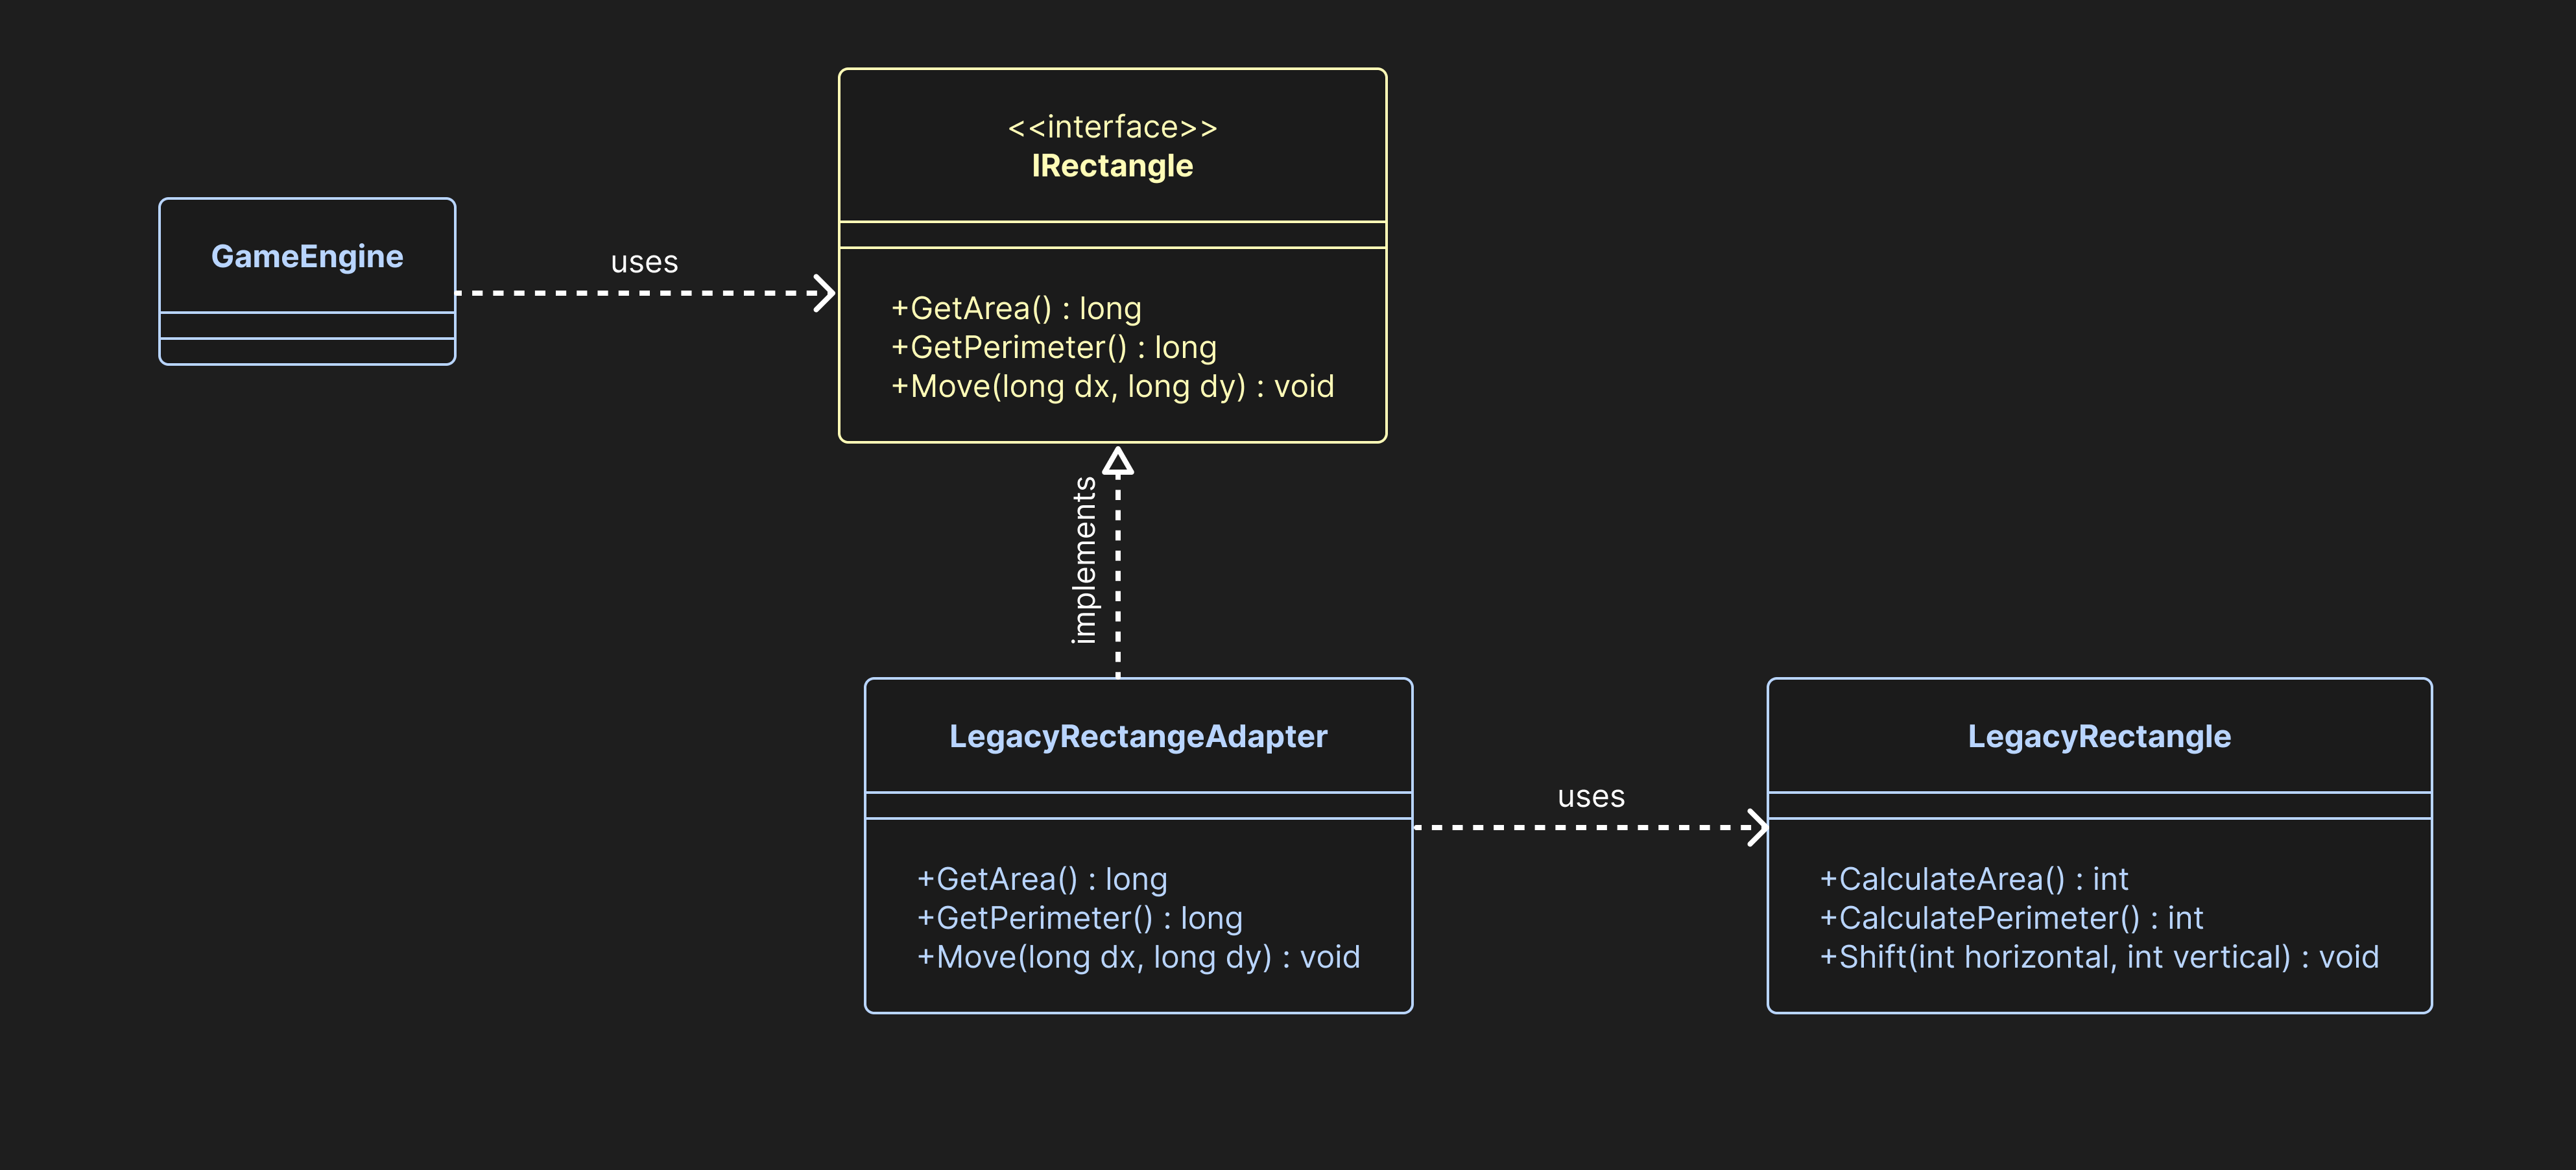 <<interface>>
IRectangle
GameEngine
uses
+GetArea() : long
+GetPerimeter() : long
+Move(long dx, long dy) : void
implements
LegacyRectangeAdapter
LegacyRectangle
uses
+GetArea() : long
+GetPerimeter() : long
+Move(long dx, long dy) : void
+CalculateArea() : int
+CalculatePerimeter() : int
+Shift(int horizontal, int vertical) : void